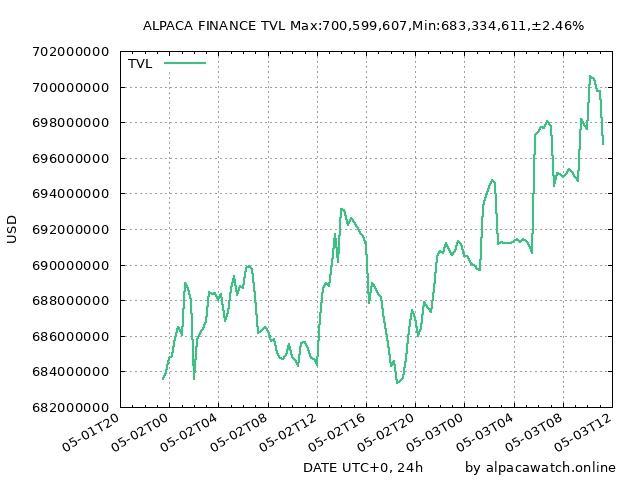 ALPACA FINANCE TVL Max:700,599,607,Min:683,334,611,±2.46%
702000000
TVL
700000000
698000000
696000000
694000000
692000000
USD
690000000
688000000
686000000
684000000
682000000
05-01T20 05-02T00 05-02T04 05-02T08 05-02T12 05-02T16 05-02T20 05-03T00 05-03T04 05-03T08 05-03T12
DATE UTC+0, 24h by alpacawatch.online